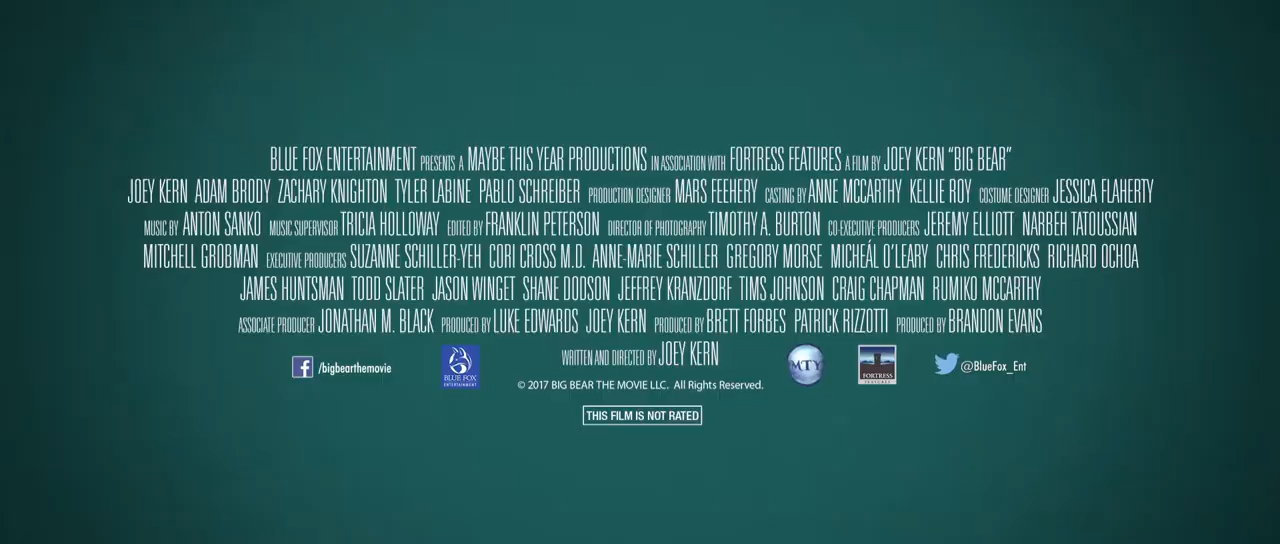 BLUE FOX ENTERTAINMENT PRESENTS A MAYBE THIS YEAR PRODUCTIONS IN ASSOCIATION WITH FORTRESS FEATURES A FILM BY JOEY KERN “BIG BEAR”
JOEY KERN ADAM BRODY ZACHARY KNIGHTON TYLER LABINE PABLO SCHREIBER PRODUCTION DESIGNER MARS FEEHERY CASTING BY ANNE MCCARTHY KELLIE ROY COSTUME DESIGNER JESSICA FLAHERTY
MUSIC BY ANTON SANKO MUSIC SUPERVISOR TRICIA HOLLOWAY EDITED BY FRANKLIN PETERSON DIRECTOR OF PHOTOGRAPHY TIMOTHY A. BURTON CO-EXECUTIVE PRODUCERS JEREMY ELLIOTT NARBEH TATOUSSIAN
MITCHELL GROBMAN EXECUTIVE PRODUCERS SUZANNE SCHILLER-YEH CORI CROSS M.D. ANNE-MARIE SCHILLER GREGORY MORSE MICHEÁL O'LEARY CHRIS FREDERICKS RICHARD OCHOA
JAMES HUNTSMAN TODD SLATER JASON WINGET SHANE DODSON JEFFREY KRANZDORF TIMS JOHNSON CRAIG CHAPMAN RUMIKO MCCARTHY
ASSOCIATE PRODUCER JONATHAN M. BLACK PRODUCED BY LUKE EDWARDS JOEY KERN PRODUCED BY BRETT FORBES PATRICK RIZZOTTI PRODUCED BY BRANDON EVANS
WRITTEN AND DIRECTED BY JOEY KERN
f /bigbearthemovie
BLUE FOX
entertainment
MTY
FORTRESS
FEATURES
@BlueFox_Ent
© 2017 BIG BEAR THE MOVIE LLC. All Rights Reserved.
THIS FILM IS NOT RATED